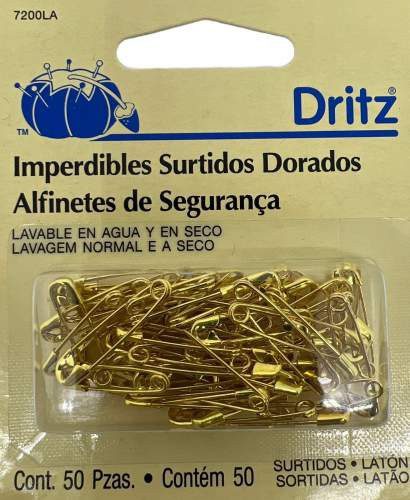 7200LA
TM
Dritz®
Imperdibles Surtidos Dorados
Alfinetes de Segurança
LAVABLE EN AGUA Y EN SECO
LAVAGEM NORMAL E A SECO
Cont. 50 Pzas. • Contém 50
SURTIDOS • LATÓN
SORTIDAS • LATÃO